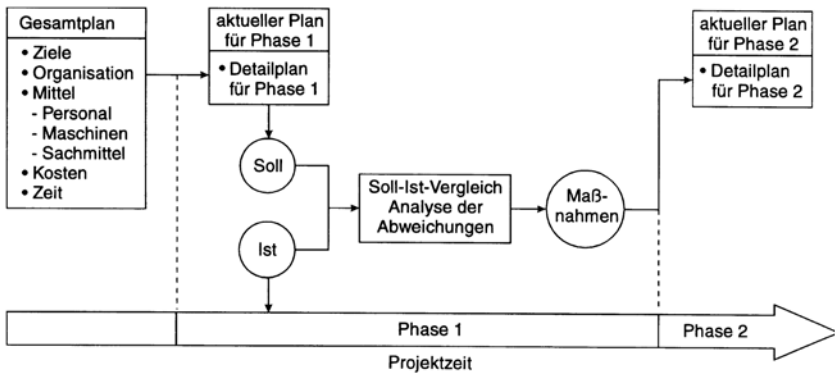 Gesamtplan
• Ziele
• Organisation
• Mittel
- Personal
- Maschinen
- Sachmittel
• Kosten
• Zeit
aktueller Plan
für Phase 1
• Detailplan
für Phase 1
Soll
Ist
Soll-Ist-Vergleich
Analyse der
Abweichungen
Maß-
nahmen
aktueller Plan
für Phase 2
• Detailplan
für Phase 2
Phase 1
Phase 2
Projektzeit